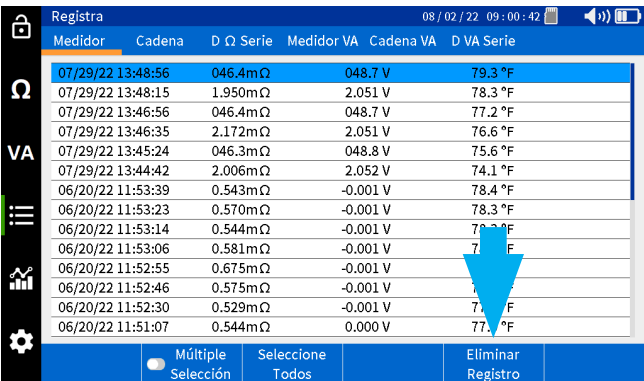 Registra 08/02/22 09:00:42
Medidor Cadena D Ω Serie Medidor VA Cadena VA D VA Serie
07/29/22 13:48:56 046.4mΩ 048.7 V 79.3 °F
Ω 07/29/22 13:48:15 1.950mΩ 2.051 V 78.3 °F
07/29/22 13:46:56 046.4mΩ 048.7 V 77.2 °F
07/29/22 13:46:35 2.172mΩ 2.051 V 76.6 °F
VA 07/29/22 13:45:24 046.3mΩ 048.8 V 75.6 °F
07/29/22 13:44:42 2.006mΩ 2.052 V 74.1 °F
06/20/22 11:53:39 0.543mΩ -0.001 V 78.4 °F
06/20/22 11:53:23 0.570mΩ -0.001 V 78.3 °F
06/20/22 11:53:14 0.544mΩ -0.001 V °F
06/20/22 11:53:06 0.581mΩ -0.001 V °F
06/20/22 11:52:55 0.675mΩ -0.001 V °F
06/20/22 11:52:46 0.575mΩ -0.001 V °F
06/20/22 11:52:30 0.529mΩ -0.001 V °F
06/20/22 11:51:07 0.544mΩ 0.000 V °F
Múltiple Selección
Seleccione Todos
Eliminar Registro